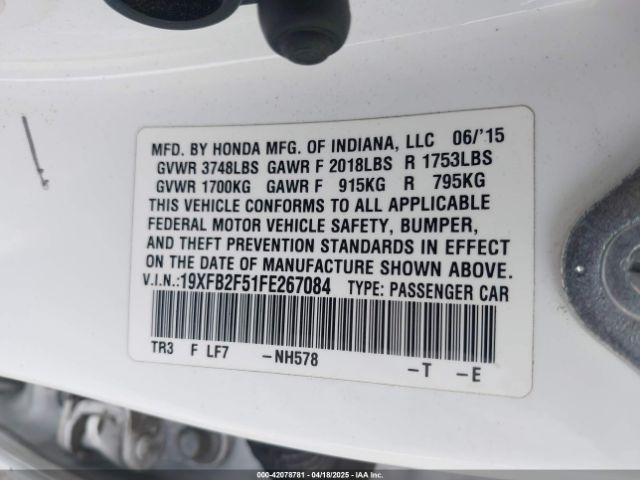 MFD. BY HONDA MFG. OF INDIANA, LLC 06/'15
GVWR 3748LBS GAWR F 2018LBS R 1753LBS
GVWR 1700KG GAWR F 915KG R 795KG
THIS VEHICLE CONFORMS TO ALL APPLICABLE
FEDERAL MOTOR VEHICLE SAFETY, BUMPER,
AND THEFT PREVENTION STANDARDS IN EFFECT
ON THE DATE OF MANUFACTURE SHOWN ABOVE.
V.I.N.:19XFB2F51FE267084 TYPE: PASSENGER CAR
TR3 F LF7 -NH578 -T -E
IAA-42078781 | 04/18/2025 | IAAI.COM